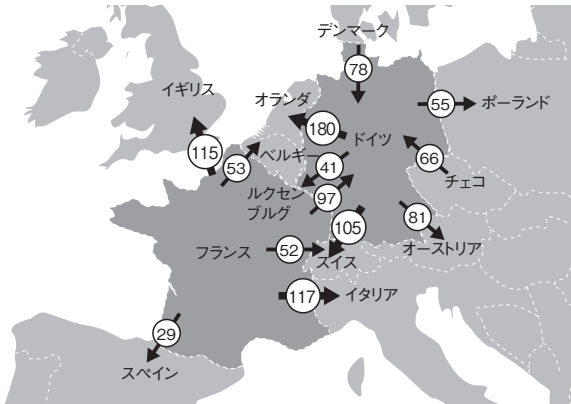 デンマーク
78
イギリス
オランダ
55
ポーランド
180
ドイツ
115
53
ベルギー
41
66
チェコ
ルクセン
ブルグ
97
81
105
オーストリア
フランス
52
スイス
117
イタリア
29
スペイン